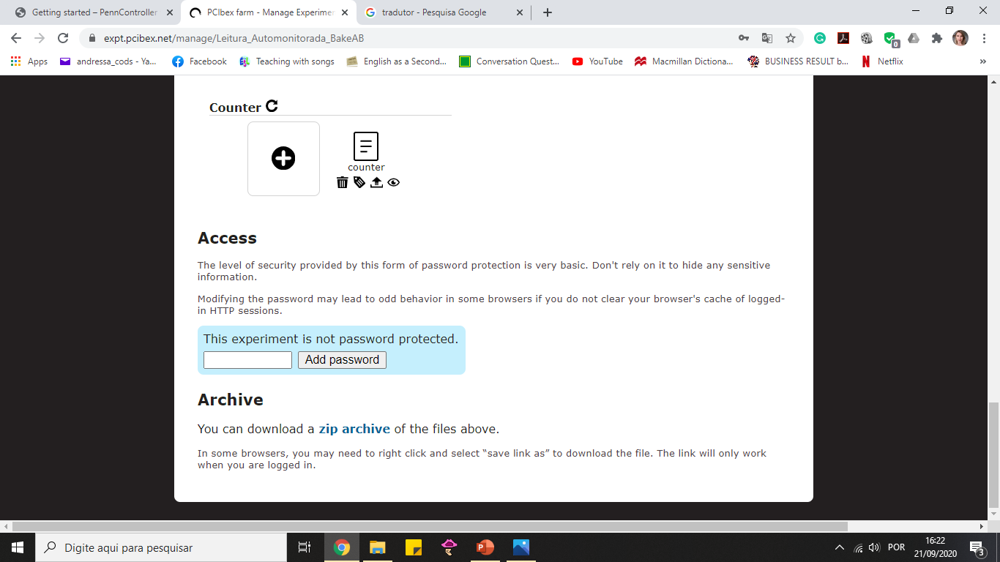 Getting started – PennController
PCIbex farm - Manage Experimen
tradutor - Pesquisa Google
expt.pcibex.net/manage/Leitura_Automonitorada_BakeAB
Apps
andressa_cods - Ya...
Facebook
Teaching with songs
English as a Second...
Conversation Quest...
YouTube
Macmillan Dictiona...
BUSINESS RESULT b...
Netflix
»
0
Counter
counter
Access
The level of security provided by this form of password protection is very basic. Don't rely on it to hide any sensitive
information.
Modifying the password may lead to odd behavior in some browsers if you do not clear your browser's cache of logged-
in HTTP sessions.
This experiment is not password protected.
Add password
Archive
You can download a zip archive of the files above.
In some browsers, you may need to right click and select “save link as” to download the file. The link will only work
when you are logged in.
Digite aqui para pesquisar
POR
16:22
21/09/2020
3